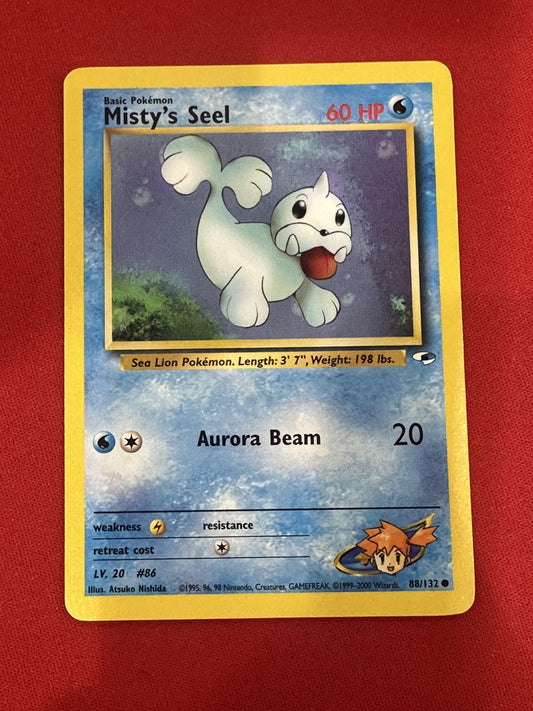 Basic Pokémon
Misty's Seel 60 HP
Sea Lion Pokémon. Length: 3' 7", Weight: 198 lbs.
Aurora Beam 20
weakness resistance
retreat cost
LV. 20 #86
Illus. Atsuko Nishida ©1995, 96, 98 Nintendo, Creatures, GAMEFREAK. ©1999-2000 Wizards. 88/132